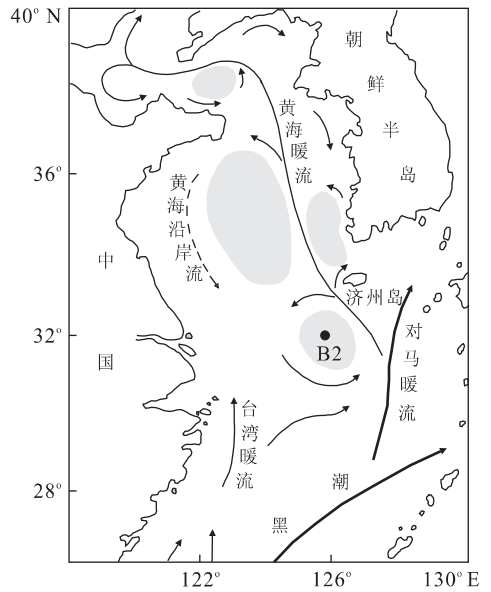 40° N
36°
32°
28°
122°
126°
130° E
朝鲜半岛
黄海暖流
黄海沿岸流
中国
济州岛
B2
对马暖流
台湾暖流
黑潮